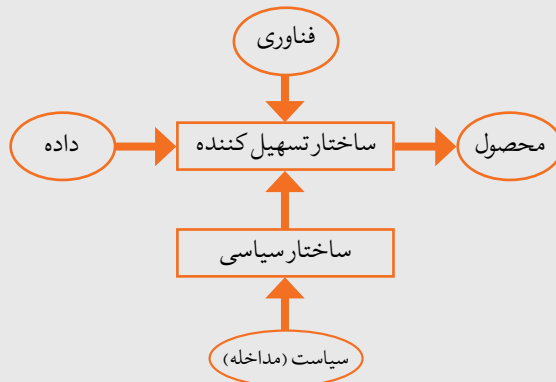 فناوری
محصول
ساختار تسهیل کننده
داده
ساختار سیاسی
سیاست (مداخله)